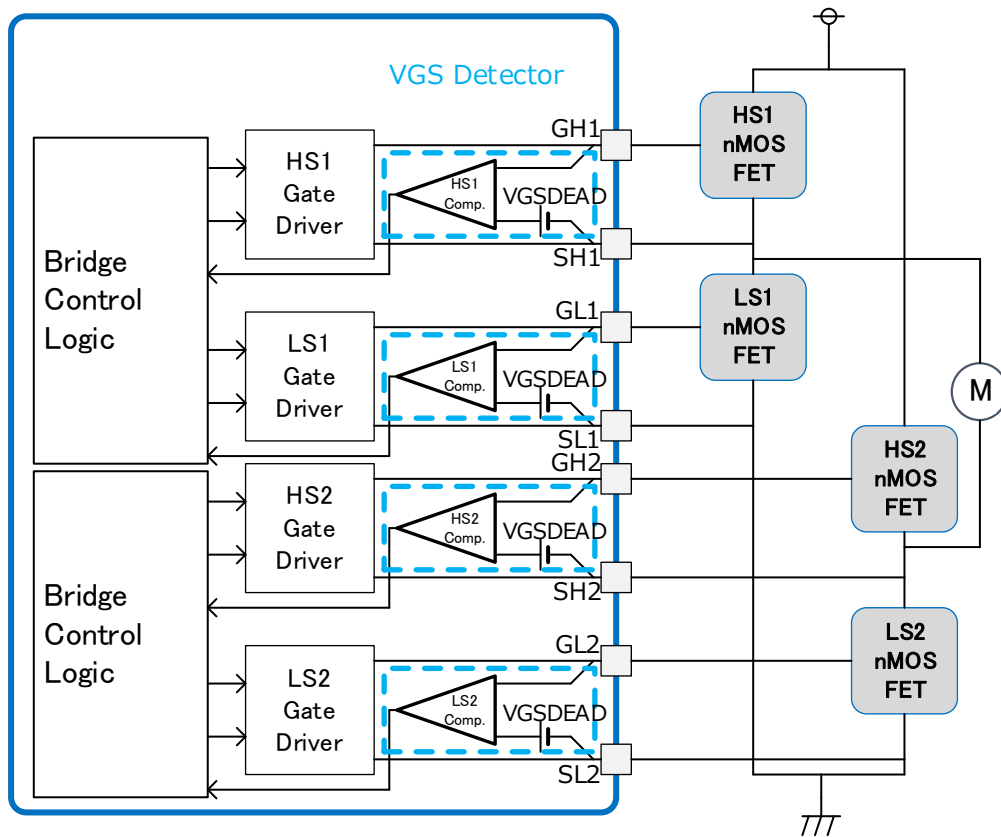 VGS Detector
GH1
HS1
nMOS
FET
HS1
Gate
Driver
HS1
Comp.
VGSDEAD
SH1
Bridge
Control
Logic
GL1
LS1
nMOS
FET
LS1
Gate
Driver
LS1
Comp.
VGSDEAD
SL1
M
GH2
HS2
nMOS
FET
HS2
Gate
Driver
HS2
Comp.
VGSDEAD
SH2
Bridge
Control
Logic
GL2
LS2
nMOS
FET
LS2
Gate
Driver
LS2
Comp.
VGSDEAD
SL2